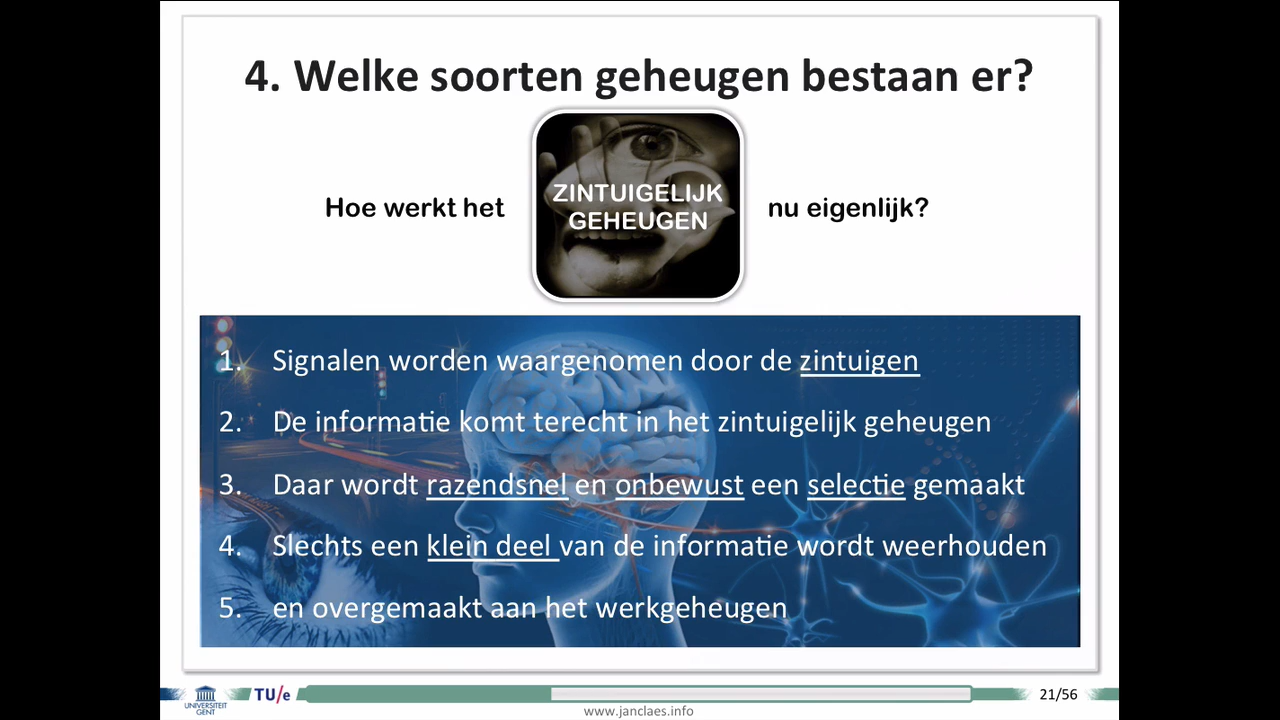 4. Welke soorten geheugen bestaan er?
Hoe werkt het
ZINTUIGELIJK
GEHEUGEN
nu eigenlijk?
1. Signalen worden waargenomen door de zintuigen
2. De informatie komt terecht in het zintuigelijk geheugen
3. Daar wordt razendsnel en onbewust een selectie gemaakt
4. Slechts een klein deel van de informatie wordt weerhouden
5. en overgemaakt aan het werkgeheugen
UNIVERSITEIT
GENT
TU/e
21/56
www.janclaes.info